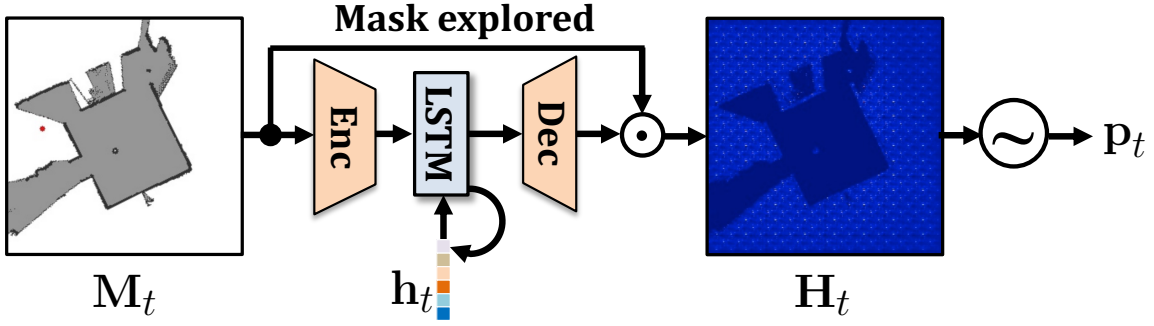 Mask explored
Enc
LSTM
Dec
~
p_t
h_t
M_t
H_t